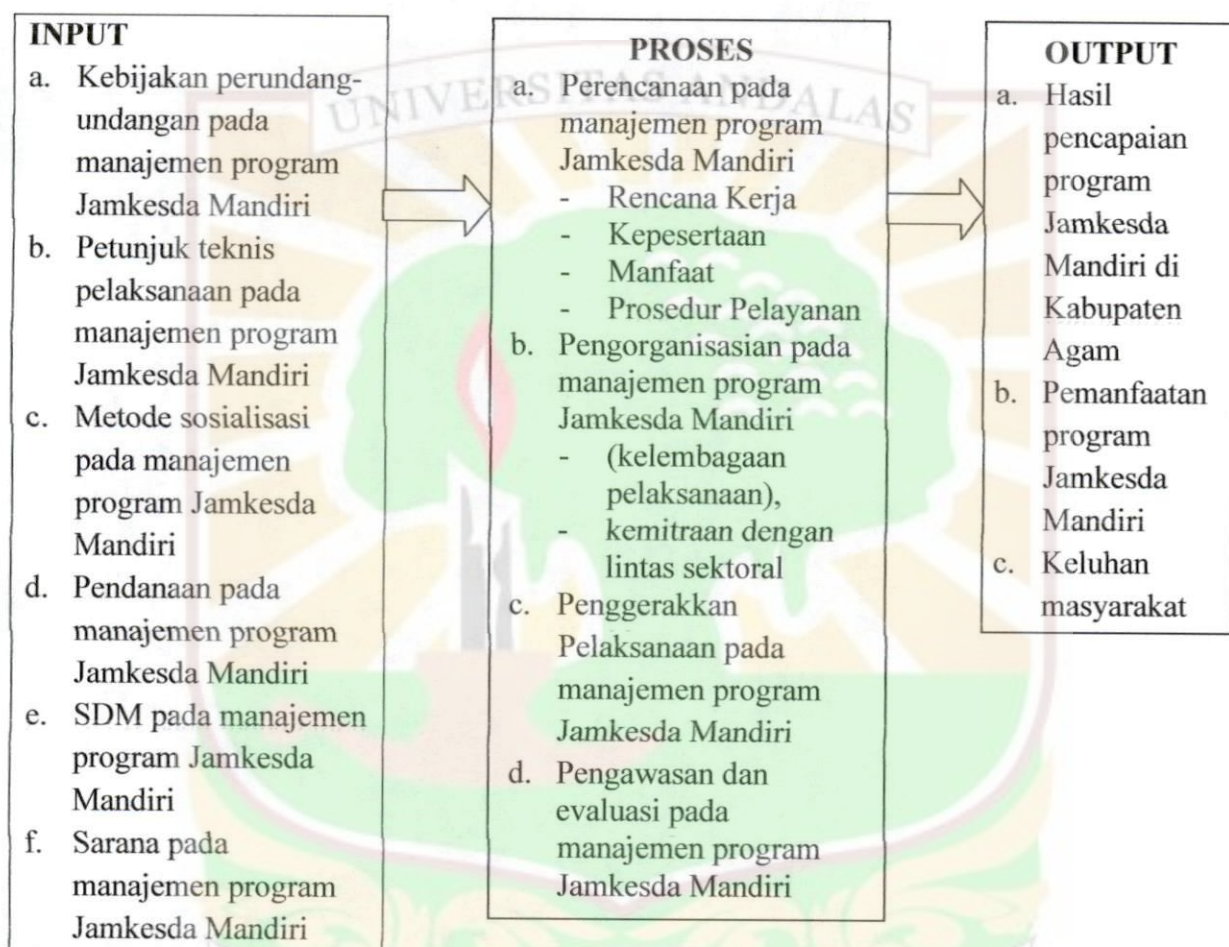 INPUT
a. Kebijakan perundang-
undangan pada
manajemen program
Jamkesda Mandiri
b. Petunjuk teknis
pelaksanaan pada
manajemen program
Jamkesda Mandiri
c. Metode sosialisasi
pada manajemen
program Jamkesda
Mandiri
d. Pendanaan pada
manajemen program
Jamkesda Mandiri
e. SDM pada manajemen
program Jamkesda
Mandiri
f. Sarana pada
manajemen program
Jamkesda Mandiri
PROSES
a. Perencanaan pada
manajemen program
Jamkesda Mandiri
- Rencana Kerja
- Kepesertaan
- Manfaat
- Prosedur Pelayanan
b. Pengorganisasian pada
manajemen program
Jamkesda Mandiri
- (kelembagaan
pelaksanaan),
- kemitraan dengan
lintas sektoral
c. Penggerakkan
Pelaksanaan pada
manajemen program
Jamkesda Mandiri
d. Pengawasan dan
evaluasi pada
manajemen program
Jamkesda Mandiri
OUTPUT
a. Hasil
pencapaian
program
Jamkesda
Mandiri di
Kabupaten
Agam
b. Pemanfaatan
program
Jamkesda
Mandiri
c. Keluhan
masyarakat
UNIVERSITAS ANDALAS